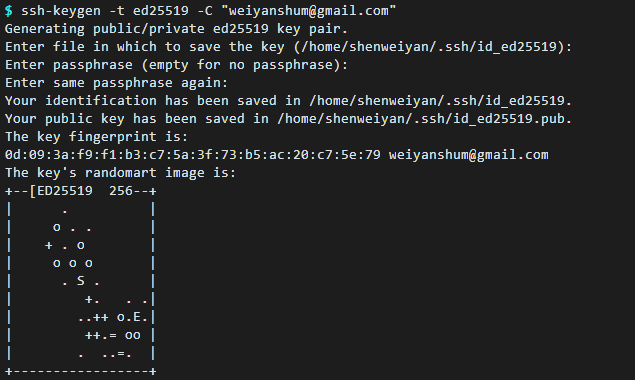 $ ssh-keygen -t ed25519 -C "weiyanshum@gmail.com"
Generating public/private ed25519 key pair.
Enter file in which to save the key (/home/shenweiyan/.ssh/id_ed25519):
Enter passphrase (empty for no passphrase):
Enter same passphrase again:
Your identification has been saved in /home/shenweiyan/.ssh/id_ed25519.
Your public key has been saved in /home/shenweiyan/.ssh/id_ed25519.pub.
The key fingerprint is:
0d:09:3a:f9:f1:b3:c7:5a:3f:73:b5:ac:20:c7:5e:79 weiyanshum@gmail.com
The key's randomart image is:
+--[ED25519  256--+
|      .          |
|     o . .       |
|    + . o        |
|     o o o       |
|      . S .      |
|         +.   . .|
|        ..++ o.E.|
|         ++.= oo |
|        .  ..=.  |
+-----------------+